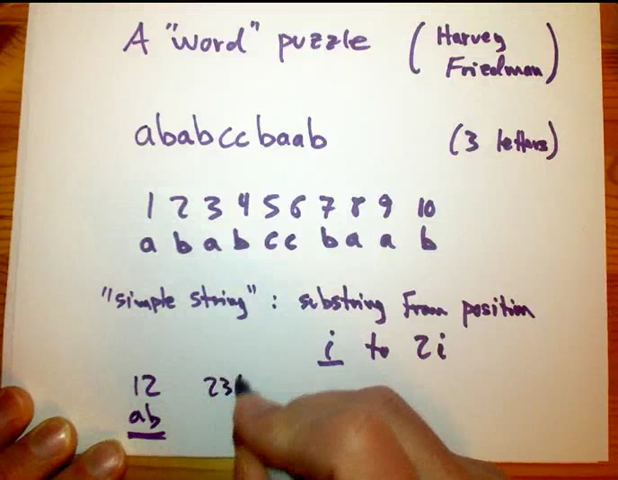 A "word" puzzle (Harvey Friedman)
ababccbaab (3 letters)
1 2 3 4 5 6 7 8 9 10
a b a b c c b a a b
"simple string" : substring from position
i to 2i
12 23
ab